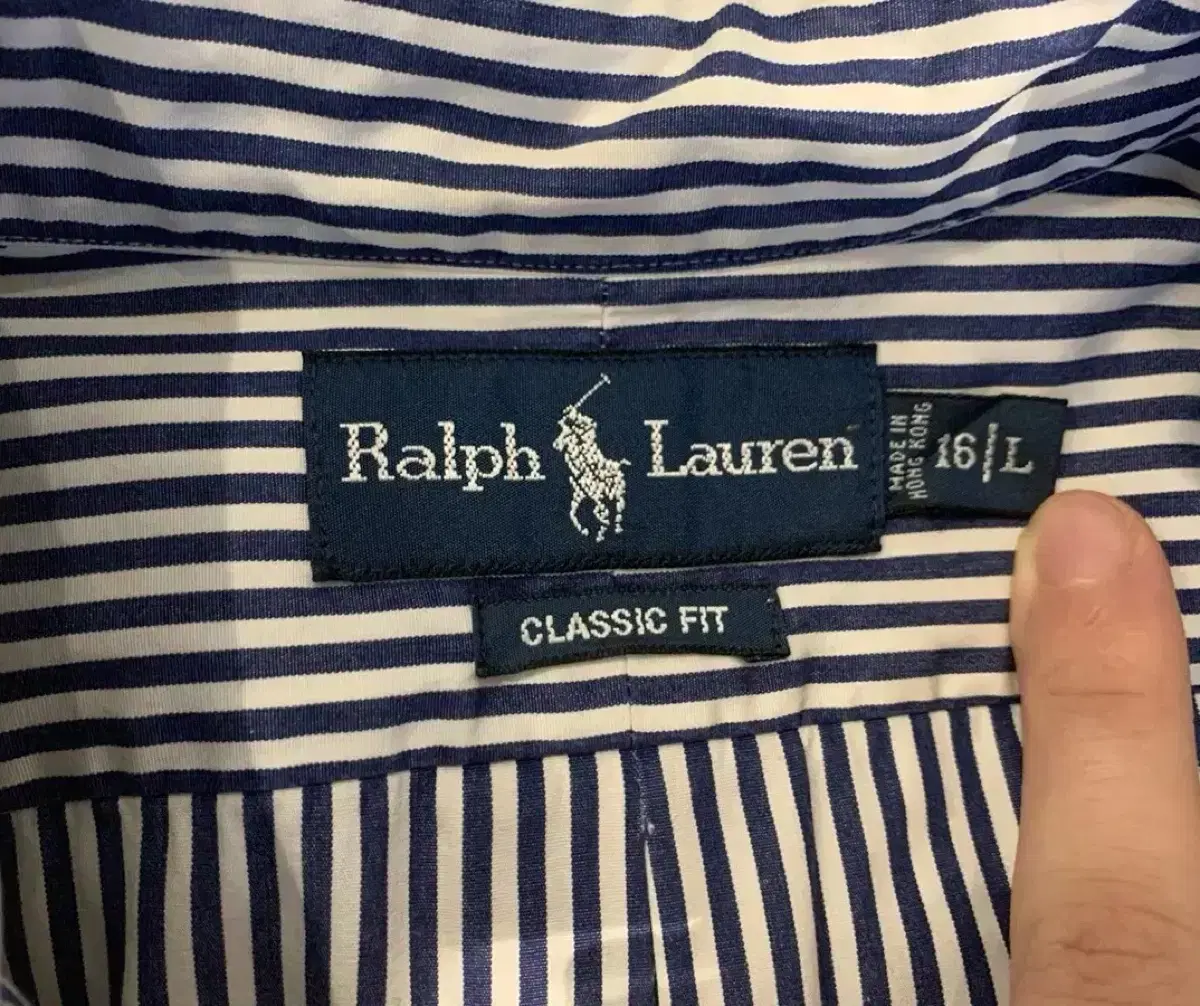 Ralph Lauren
MADE IN
HONG KONG
16 | L
CLASSIC FIT